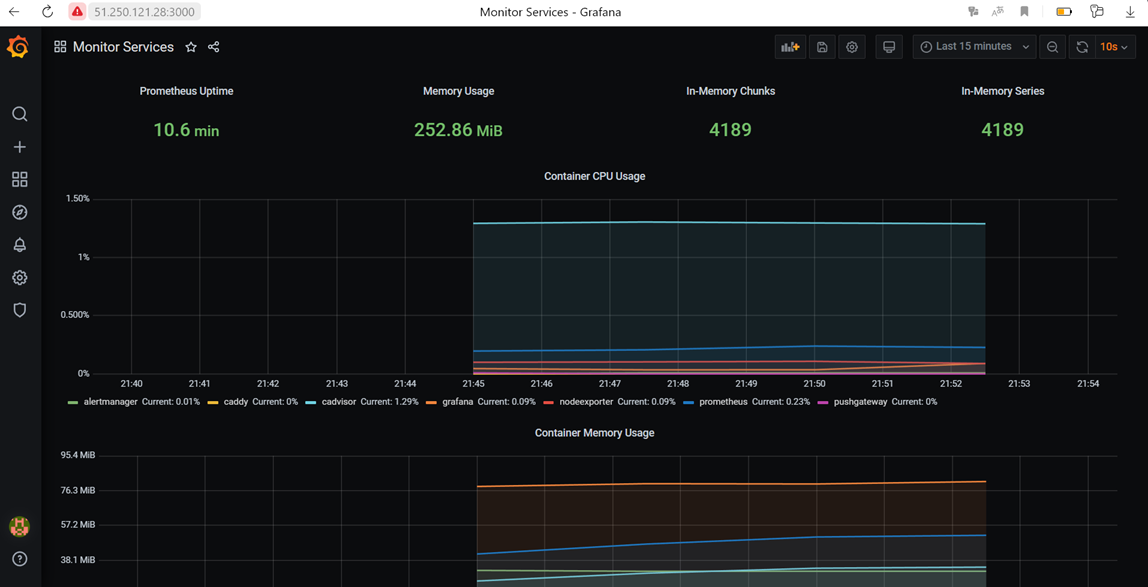 51.250.121.28:3000
Monitor Services - Grafana
Monitor Services
Last 15 minutes
10s
Prometheus Uptime
Memory Usage
In-Memory Chunks
In-Memory Series
10.6 min
252.86 MiB
4189
4189
Container CPU Usage
1.50%
1%
0.500%
0%
21:40 21:41 21:42 21:43 21:44 21:45 21:46 21:47 21:48 21:49 21:50 21:51 21:52 21:53 21:54
alertmanager Current: 0.01% caddy Current: 0% cadvisor Current: 1.29% grafana Current: 0.09% nodeexporter Current: 0.09% prometheus Current: 0.23% pushgateway Current: 0%
Container Memory Usage
95.4 MiB
76.3 MiB
57.2 MiB
38.1 MiB